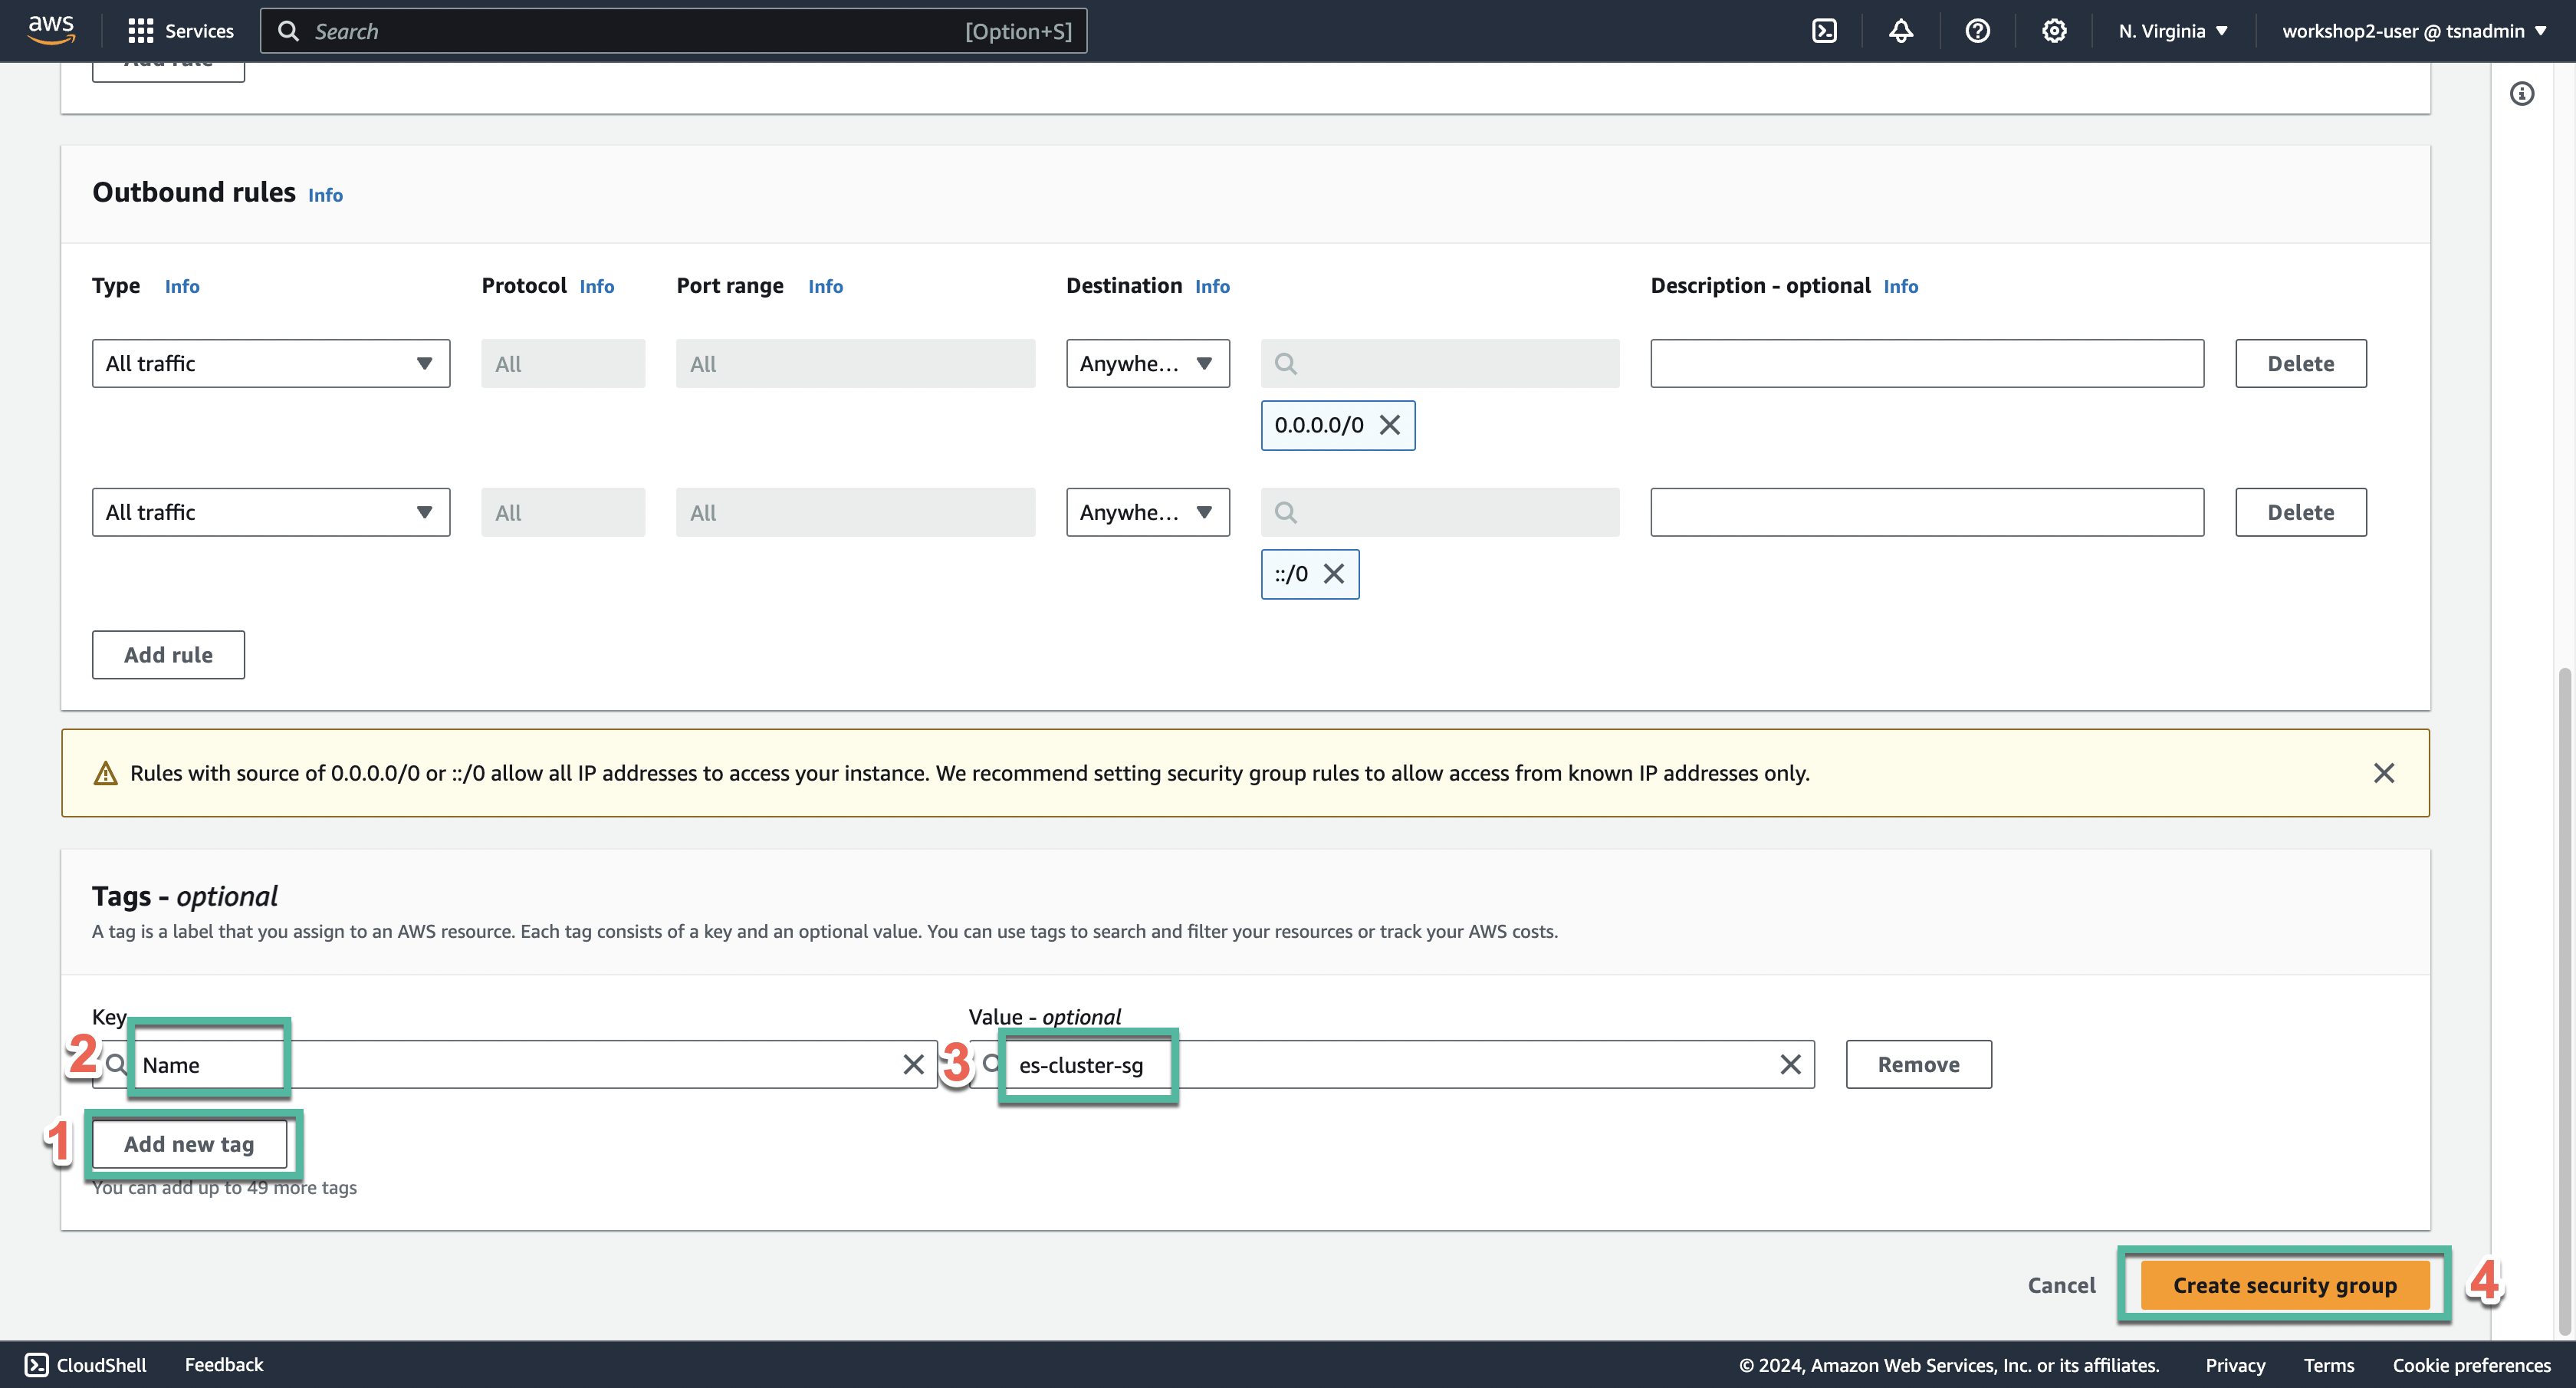 aws Services Search [Option+S] N. Virginia workshop2-user @ tsnadmin
Add rule
Outbound rules Info
Type Info Protocol Info Port range Info Destination Info Description - optional Info
All traffic All All Anywhe... Delete
0.0.0.0/0
All traffic All All Anywhe... Delete
::/0
Add rule
Rules with source of 0.0.0.0/0 or ::/0 allow all IP addresses to access your instance. We recommend setting security group rules to allow access from known IP addresses only.
Tags - optional
A tag is a label that you assign to an AWS resource. Each tag consists of a key and an optional value. You can use tags to search and filter your resources or track your AWS costs.
Key Value - optional
2 Name 3 es-cluster-sg Remove
1 Add new tag
You can add up to 49 more tags
Cancel Create security group 4
CloudShell Feedback © 2024, Amazon Web Services, Inc. or its affiliates. Privacy Terms Cookie preferences